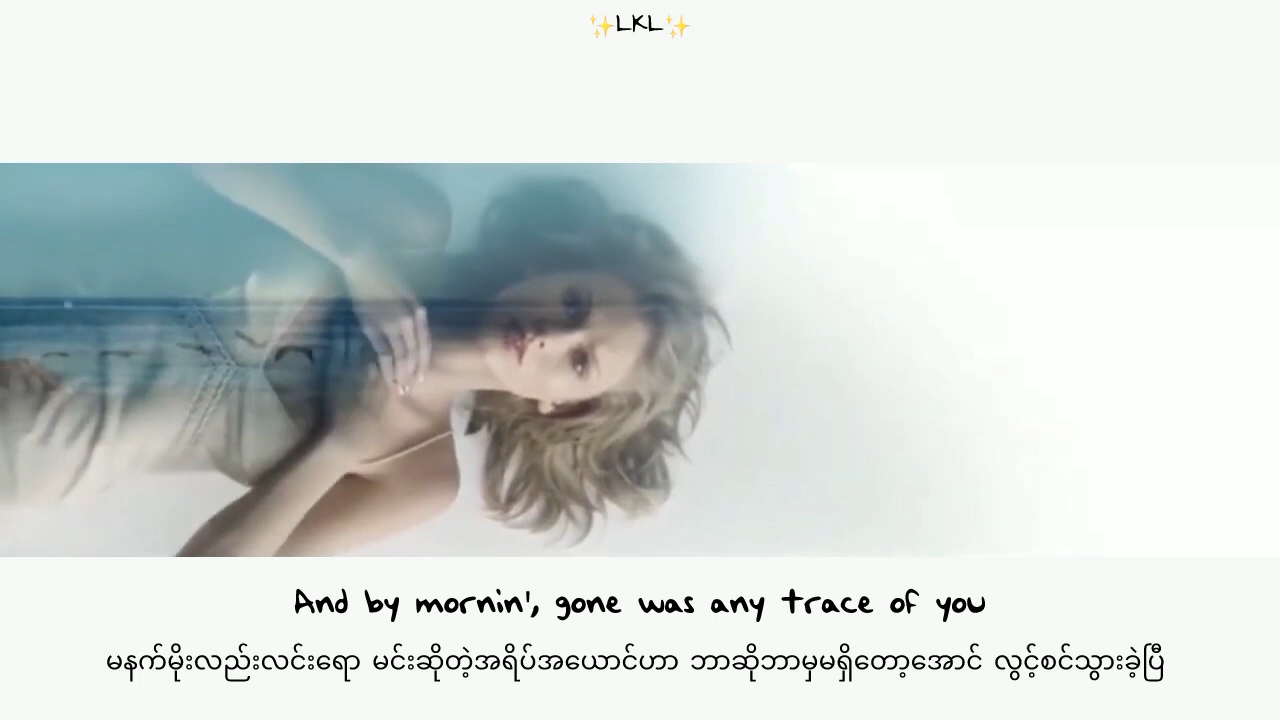 ✨LKL✨
And by mornin', gone was any trace of you
မနက်မိုးလည်းလင်းရော မင်းဆိုတဲ့အရိပ်အယောင်ဟာ ဘာဆိုဘာမှမရှိတော့အောင် လွင့်စင်သွားခဲ့ပြီ